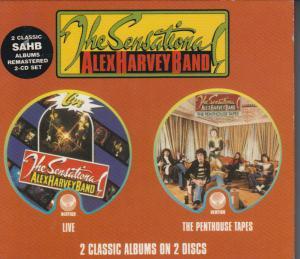 2 CLASSIC
SAHB
ALBUMS
REMASTERED
2-CD SET
The Sensational
ALEX HARVEY BAND
Live
The Sensational
ALEX HARVEY BAND
VERTIGO
LIVE
The Sensational
ALEX HARVEY BAND
THE PENTHOUSE TAPES
VERTIGO
THE PENTHOUSE TAPES
2 CLASSIC ALBUMS ON 2 DISCS